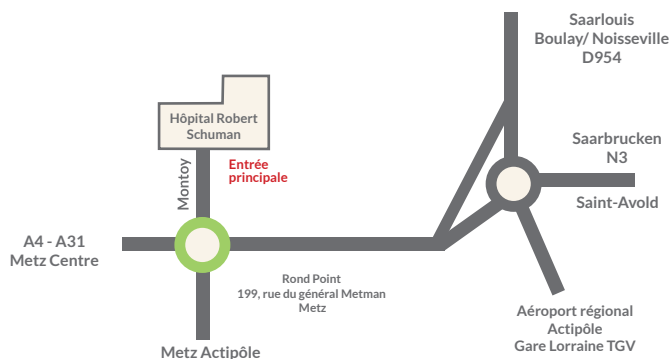 Saarlouis
Boulay/ Noisseville
D954
Hôpital Robert
Schuman
Saarbrucken
N3
Montoy
Entrée
principale
Saint-Avold
A4 - A31
Metz Centre
Rond Point
199, rue du général Metman
Metz
Aéroport régional
Actipôle
Gare Lorraine TGV
Metz Actipôle